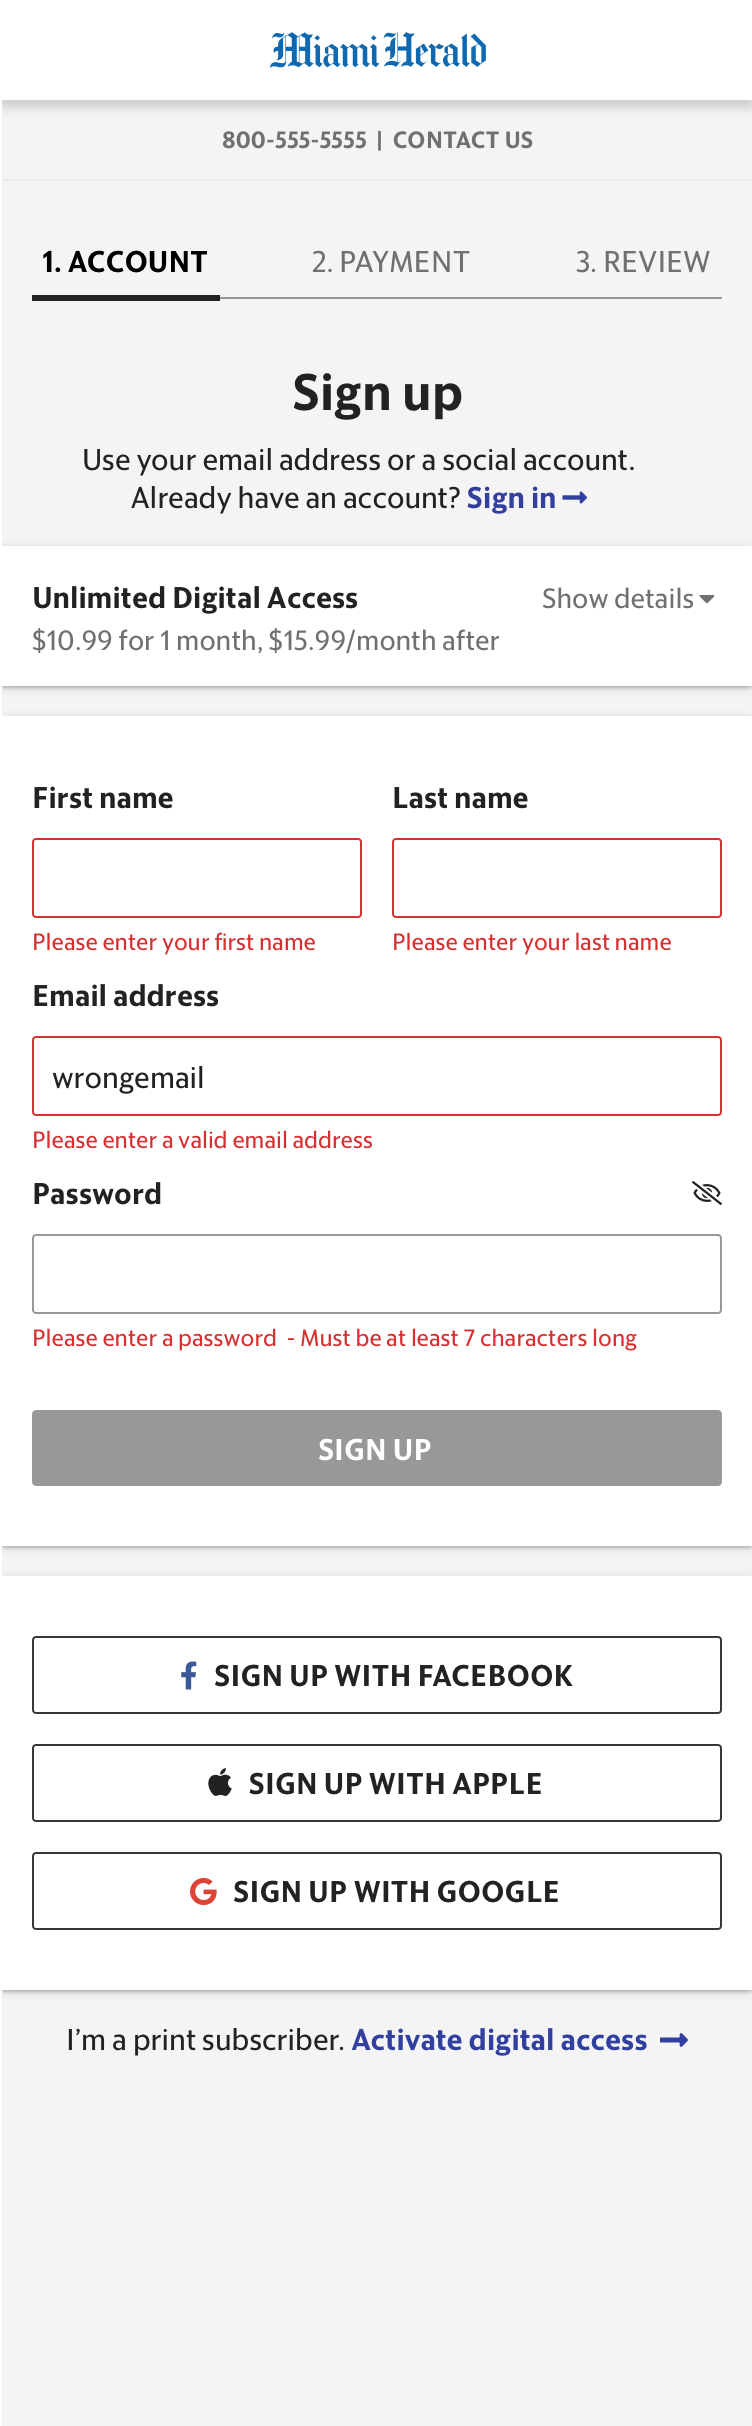 Miami Herald
800-555-5555 | CONTACT US
1. ACCOUNT 2. PAYMENT 3. REVIEW
Sign up
Use your email address or a social account.
Already have an account? Sign in →
Unlimited Digital Access Show details
$10.99 for 1 month, $15.99/month after
First name Last name
Please enter your first name Please enter your last name
Email address
wrongemail
Please enter a valid email address
Password
Please enter a password - Must be at least 7 characters long
SIGN UP
SIGN UP WITH FACEBOOK
SIGN UP WITH APPLE
SIGN UP WITH GOOGLE
I'm a print subscriber. Activate digital access →